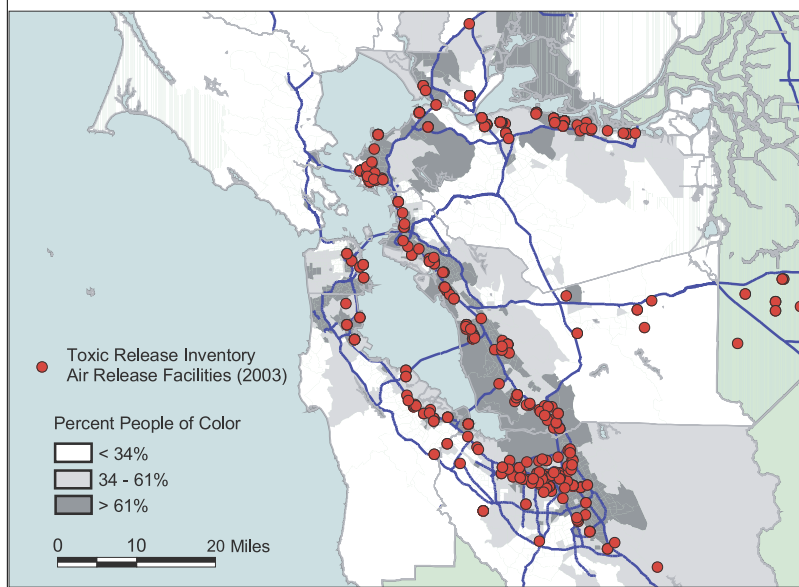 Toxic Release Inventory
Air Release Facilities (2003)
Percent People of Color
< 34%
34 - 61%
> 61%
0 10 20 Miles